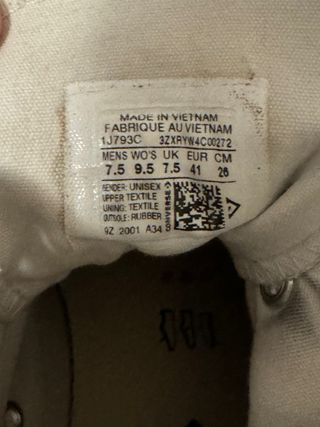 MADE IN VIETNAM
FABRIQUE AU VIETNAM
1J793C 3ZXRYW4C00272
MENS WO'S UK EUR CM
7.5 9.5 7.5 41 26
GENDER: UNISEX
UPPER: TEXTILE
LINING: TEXTILE
OUTSOLE: RUBBER
9Z 2001 A34